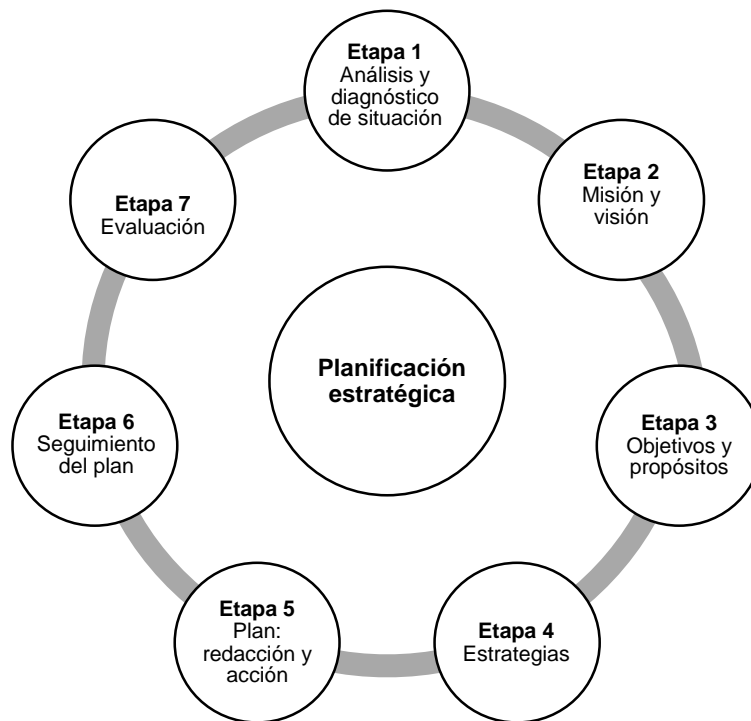 Etapa 1
Análisis y
diagnóstico
de situación
Etapa 2
Misión y
visión
Etapa 3
Objetivos y
propósitos
Etapa 4
Estrategias
Etapa 5
Plan:
redacción y
acción
Etapa 6
Seguimiento
del plan
Etapa 7
Evaluación
Planificación
estratégica